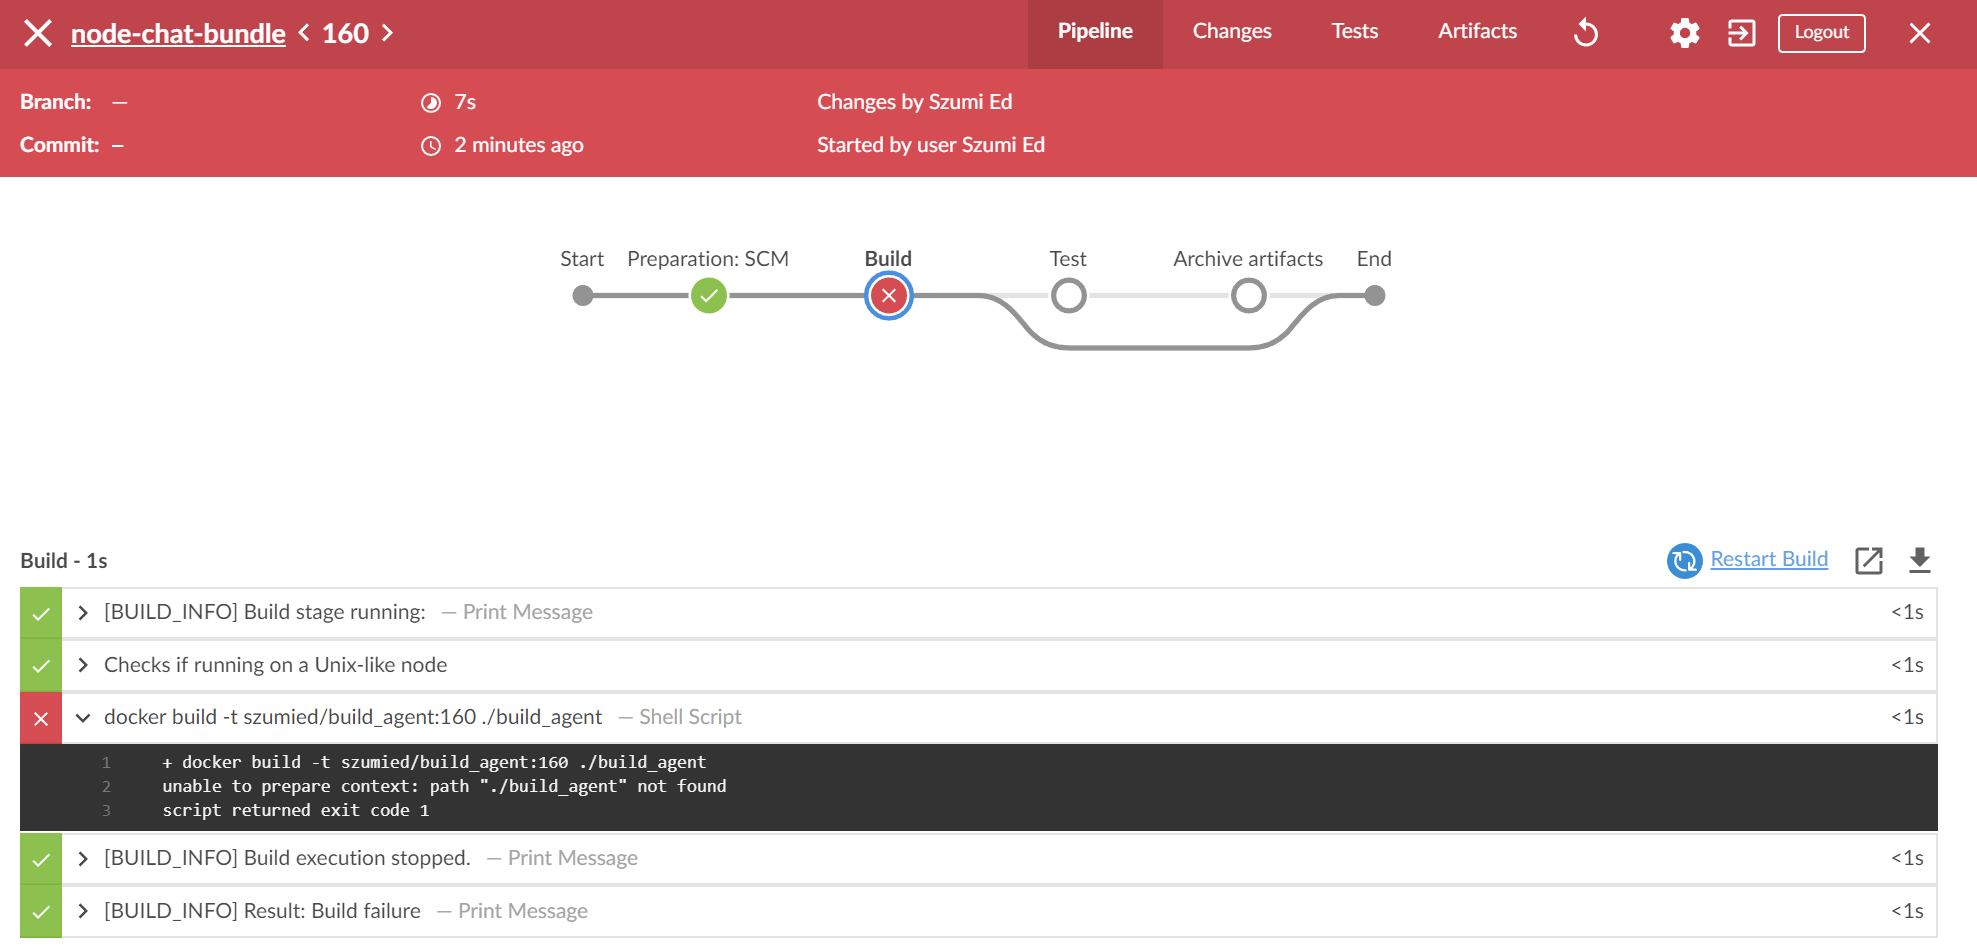 node-chat-bundle < 160 >
Pipeline Changes Tests Artifacts Logout
Branch: — 7s Changes by Szumi Ed
Commit: – 2 minutes ago Started by user Szumi Ed
Start Preparation: SCM Build Test Archive artifacts End
Build - 1s Restart Build
[BUILD_INFO] Build stage running: — Print Message <1s
Checks if running on a Unix-like node <1s
docker build -t szumied/build_agent:160 ./build_agent — Shell Script <1s
1 + docker build -t szumied/build_agent:160 ./build_agent
2 unable to prepare context: path "./build_agent" not found
3 script returned exit code 1
[BUILD_INFO] Build execution stopped. — Print Message <1s
[BUILD_INFO] Result: Build failure — Print Message <1s